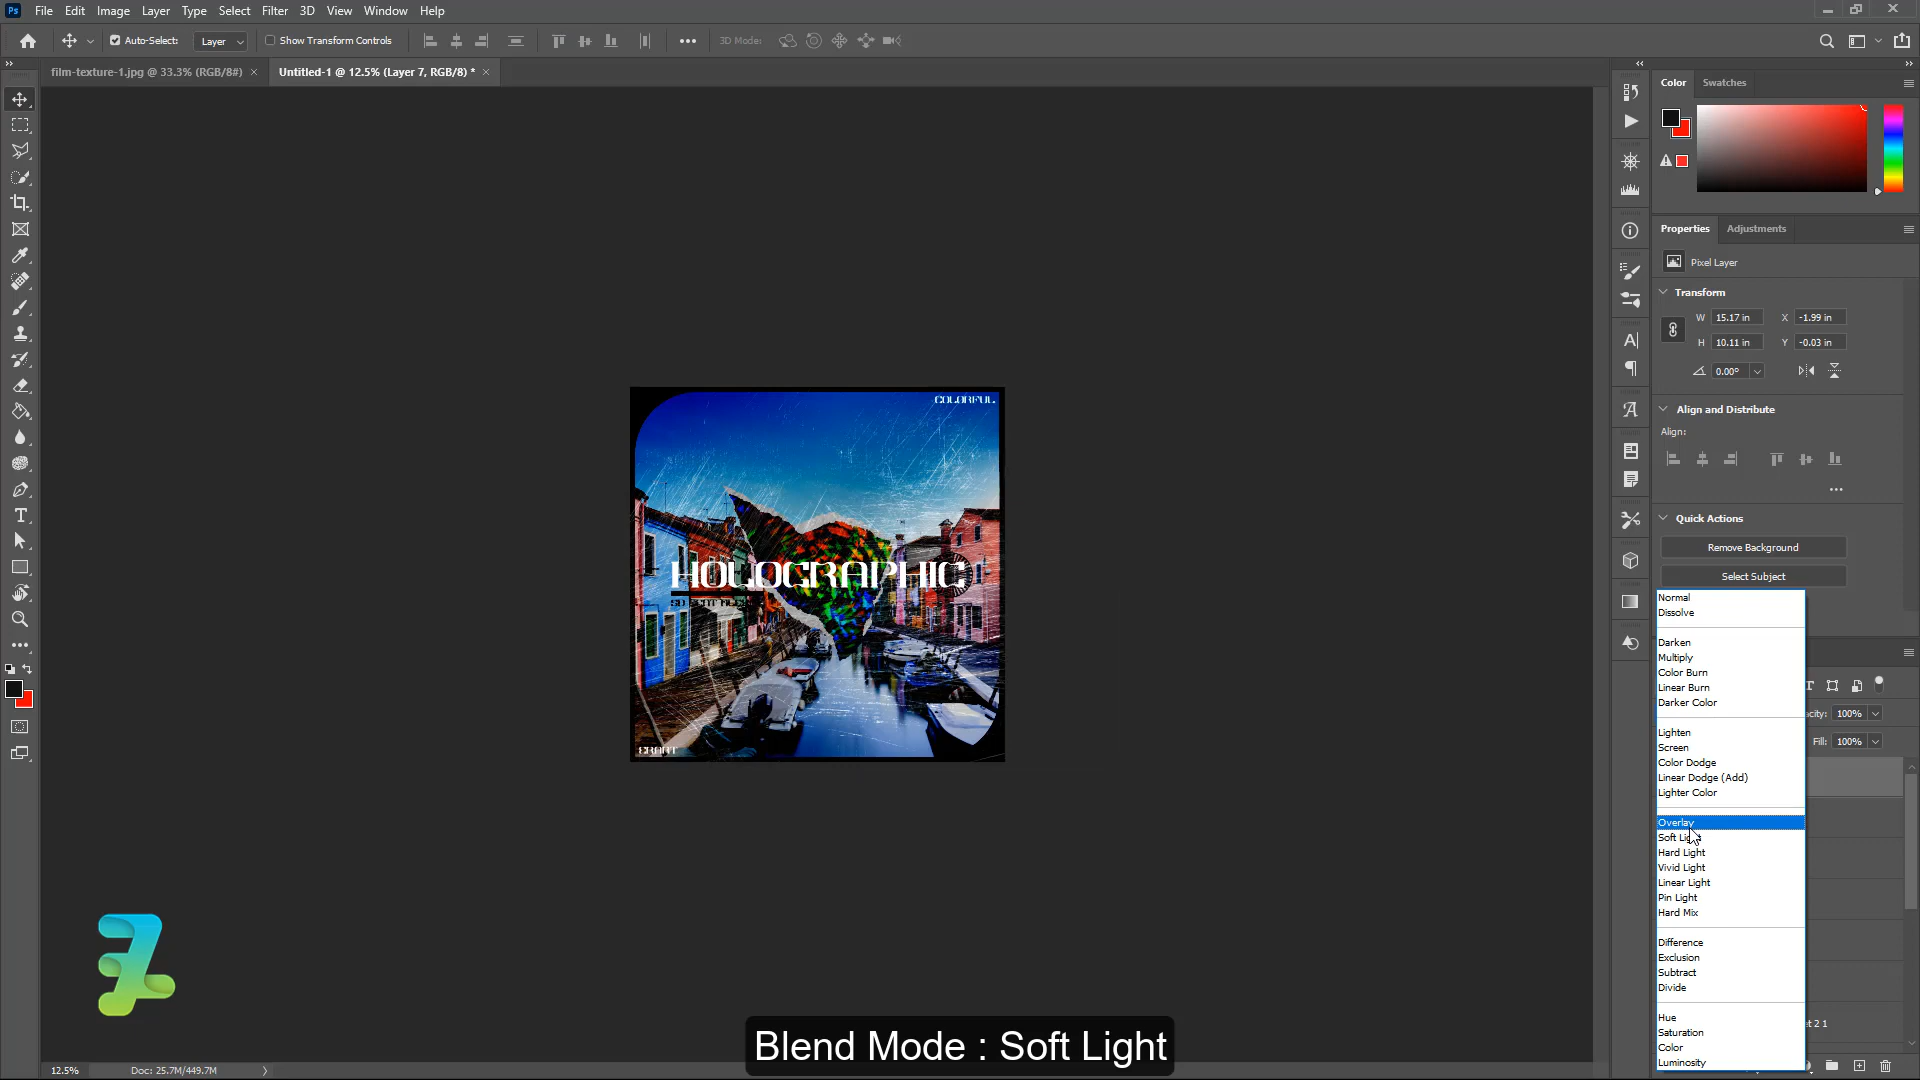 Ps File Edit Image Layer Type Select Filter 3D View Window Help
Auto-Select: Layer Show Transform Controls 3D Mode:
film-texture-1.jpg @ 33.3% (RGB/8#) Untitled-1 @ 12.5% (Layer 7, RGB/8) *
Color Swatches
Properties Adjustments
Pixel Layer
Transform
W 15.17 in X -1.99 in
H 10.11 in Y -0.03 in
0.00°
Align and Distribute
Align:
Quick Actions
Remove Background
Select Subject
Normal
Dissolve
Darken
Multiply
Color Burn
Linear Burn
Darker Color
Lighten
Screen
Color Dodge
Linear Dodge (Add)
Lighter Color
Overlay
Soft Light
Hard Light
Vivid Light
Linear Light
Pin Light
Hard Mix
Difference
Exclusion
Subtract
Divide
Hue
Saturation
Color
Luminosity
acity: 100%
Fill: 100%
et 2 1
COLORFUL
HOLOGRAPHIC
ERART
Blend Mode : Soft Light
12.5% Doc: 25.7M/449.7M